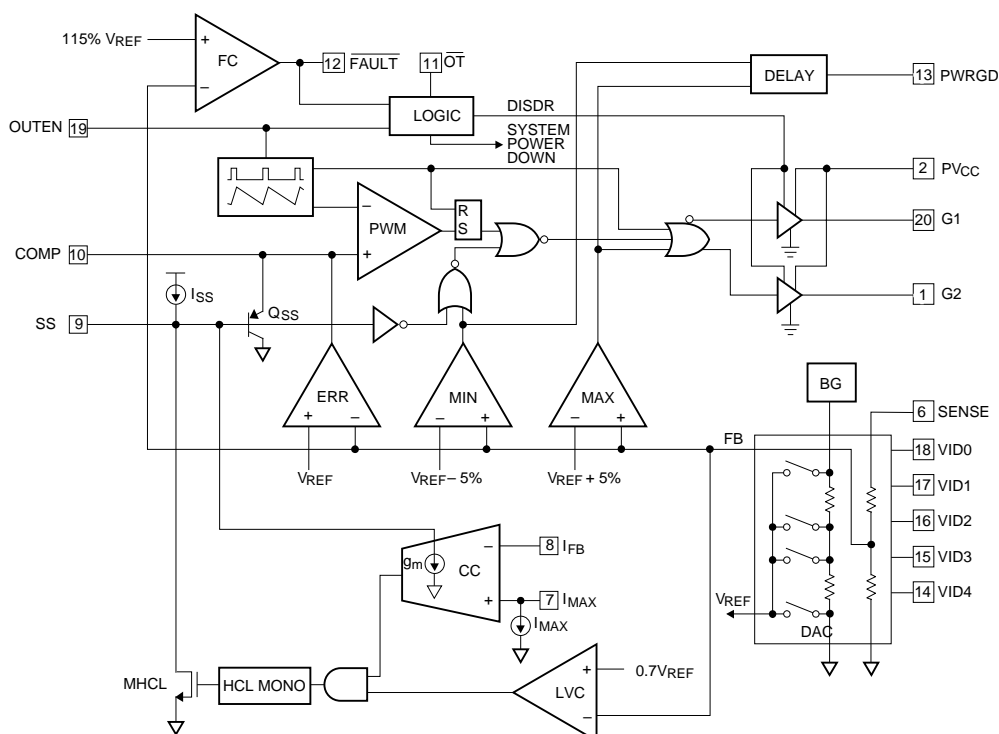 115% VREF
+
FC
−
12 FAULT
11 OT
DELAY
13 PWRGD
LOGIC
DISDR
OUTEN 19
SYSTEM
POWER
DOWN
2 PVCC
−
PWM
+
R
S
20 G1
COMP 10
ISS
1 G2
SS 9
QSS
ERR
+ −
MIN
− +
MAX
− +
BG
6 SENSE
FB
18 VID0
VREF
VREF − 5%
VREF + 5%
17 VID1
16 VID2
15 VID3
14 VID4
VREF
DAC
gm
CC
−
+
8 IFB
7 IMAX
IMAX
MHCL
HCL MONO
LVC
+
−
0.7VREF